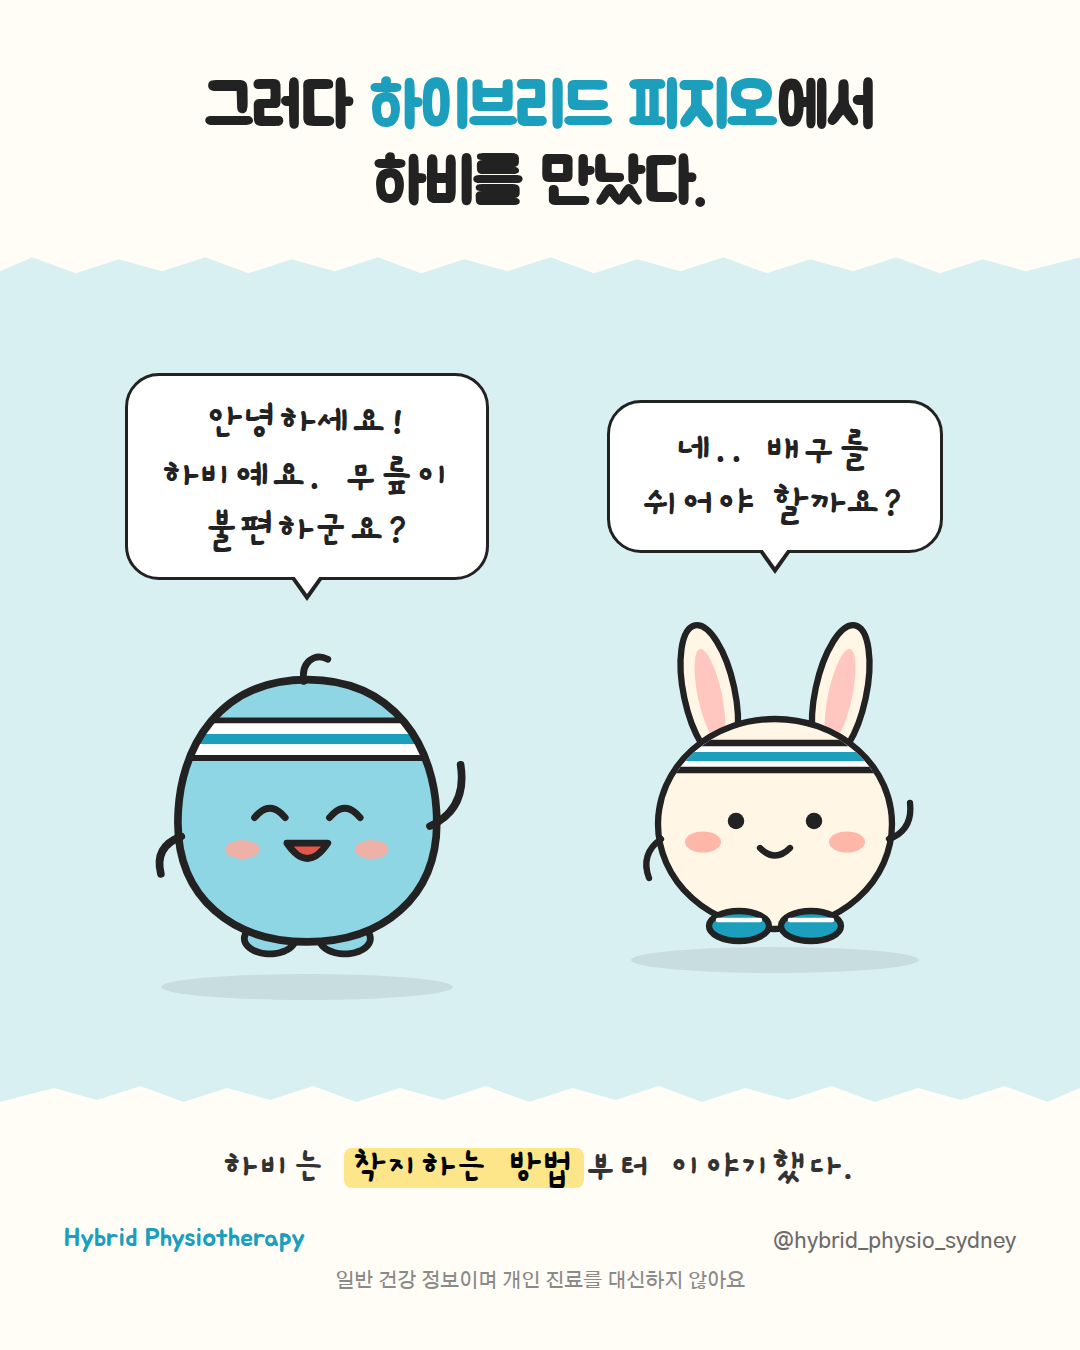 그러다 하이브리드 피지오에서
하비를 만났다.
안녕하세요!
하비예요. 무릎이
불편하군요?
네.. 배구를
쉬어야 할까요?
하비는 착지하는 방법부터 이야기했다.
Hybrid Physiotherapy
@hybrid_physio_sydney
일반 건강 정보이며 개인 진료를 대신하지 않아요